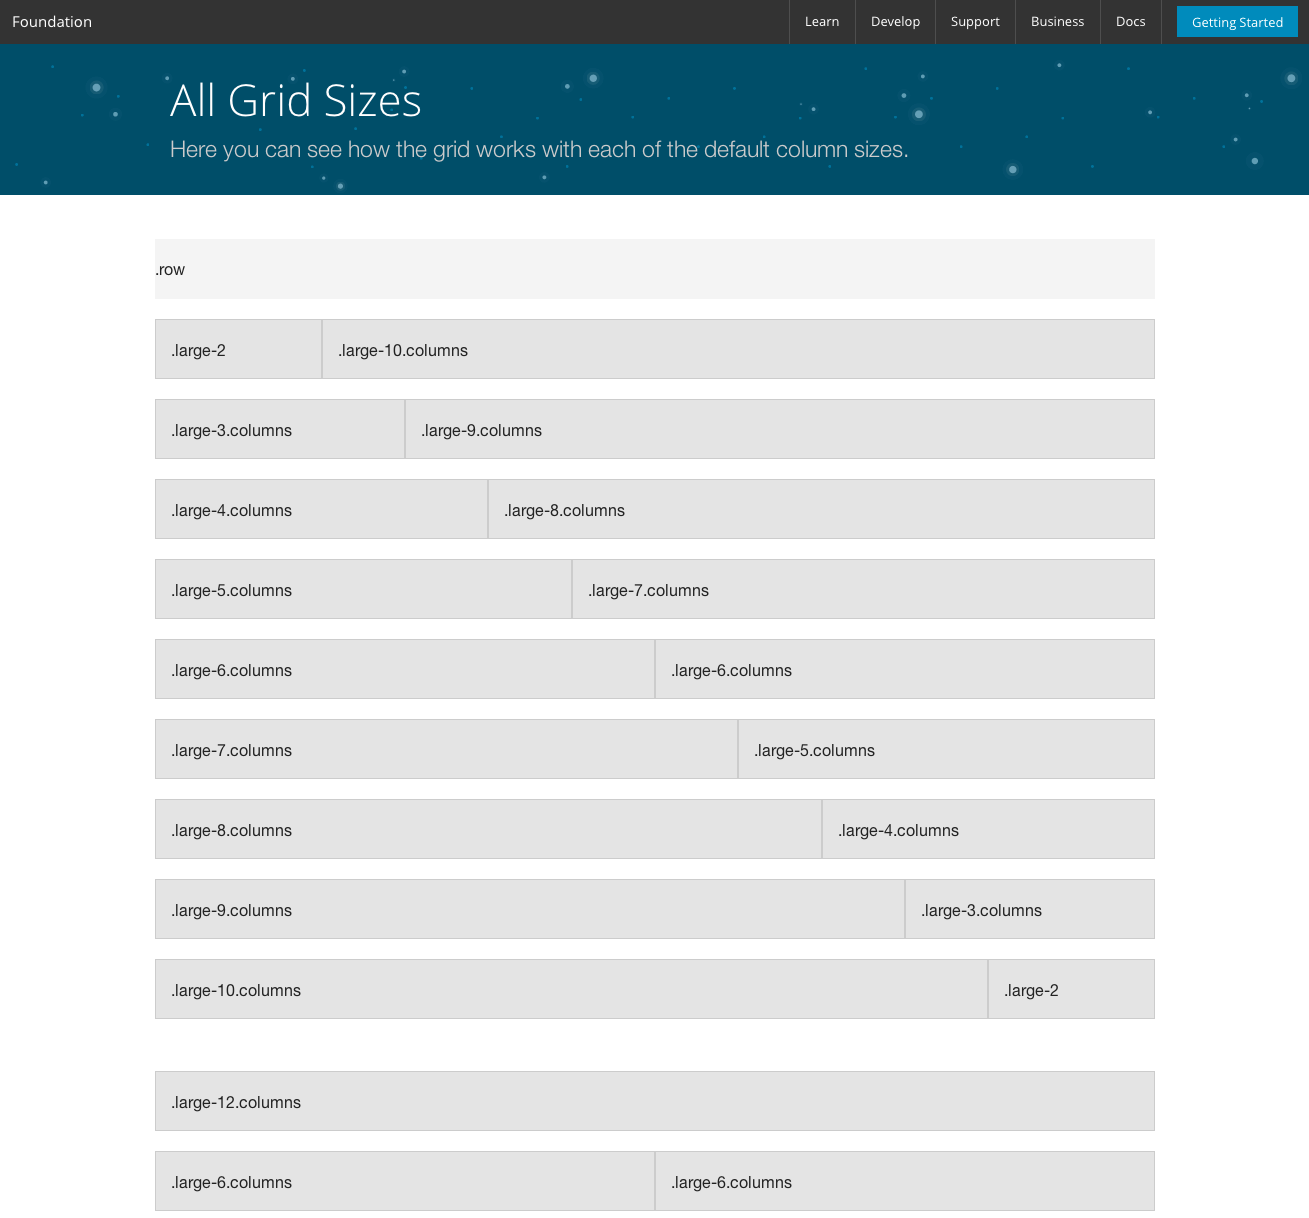 Foundation Learn Develop Support Business Docs Getting Started
All Grid Sizes
Here you can see how the grid works with each of the default column sizes.
.row
.large-2 .large-10.columns
.large-3.columns .large-9.columns
.large-4.columns .large-8.columns
.large-5.columns .large-7.columns
.large-6.columns .large-6.columns
.large-7.columns .large-5.columns
.large-8.columns .large-4.columns
.large-9.columns .large-3.columns
.large-10.columns .large-2
.large-12.columns
.large-6.columns .large-6.columns